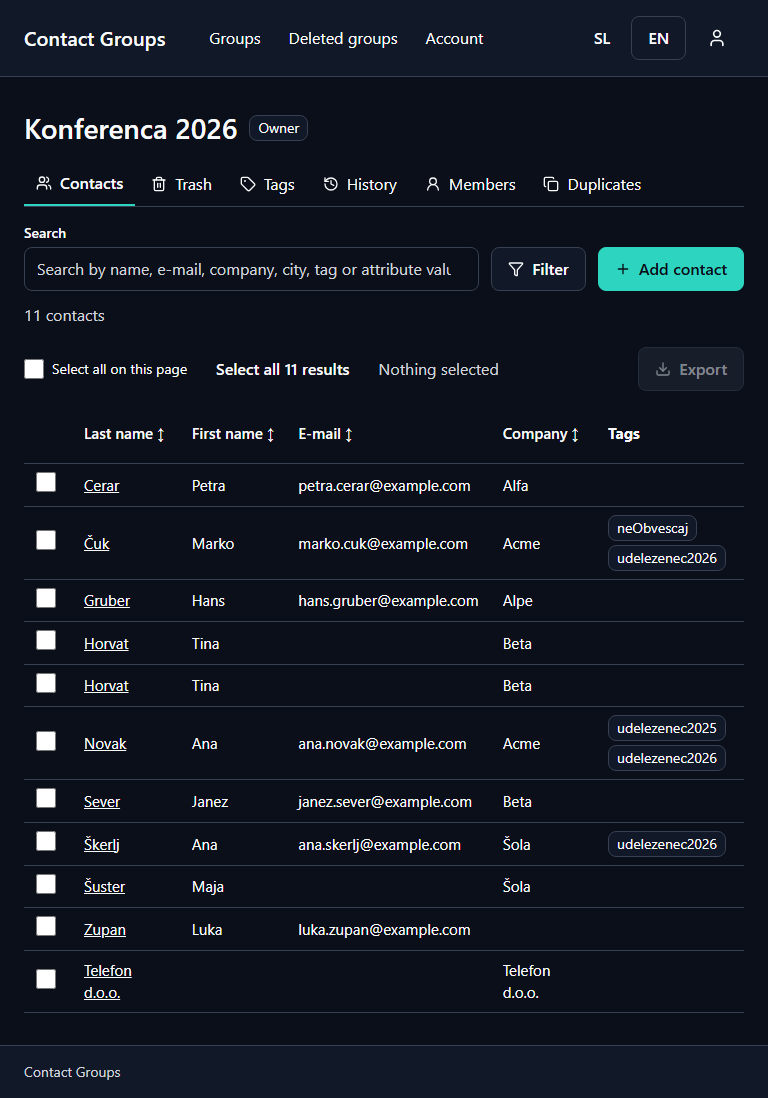 Contact Groups Groups Deleted groups Account SL EN
Konferenca 2026 Owner
Contacts Trash Tags History Members Duplicates
Search
Search by name, e-mail, company, city, tag or attribute valu Filter + Add contact
11 contacts
Select all on this page Select all 11 results Nothing selected Export
Last name First name E-mail Company Tags
Cerar Petra petra.cerar@example.com Alfa
Čuk Marko marko.cuk@example.com Acme neObvescaj
udelezenec2026
Gruber Hans hans.gruber@example.com Alpe
Horvat Tina Beta
Horvat Tina Beta
Novak Ana ana.novak@example.com Acme udelezenec2025
udelezenec2026
Sever Janez janez.sever@example.com Beta
Škerlj Ana ana.skerlj@example.com Šola udelezenec2026
Šuster Maja Šola
Zupan Luka luka.zupan@example.com
Telefon Telefon
d.o.o. d.o.o.
Contact Groups